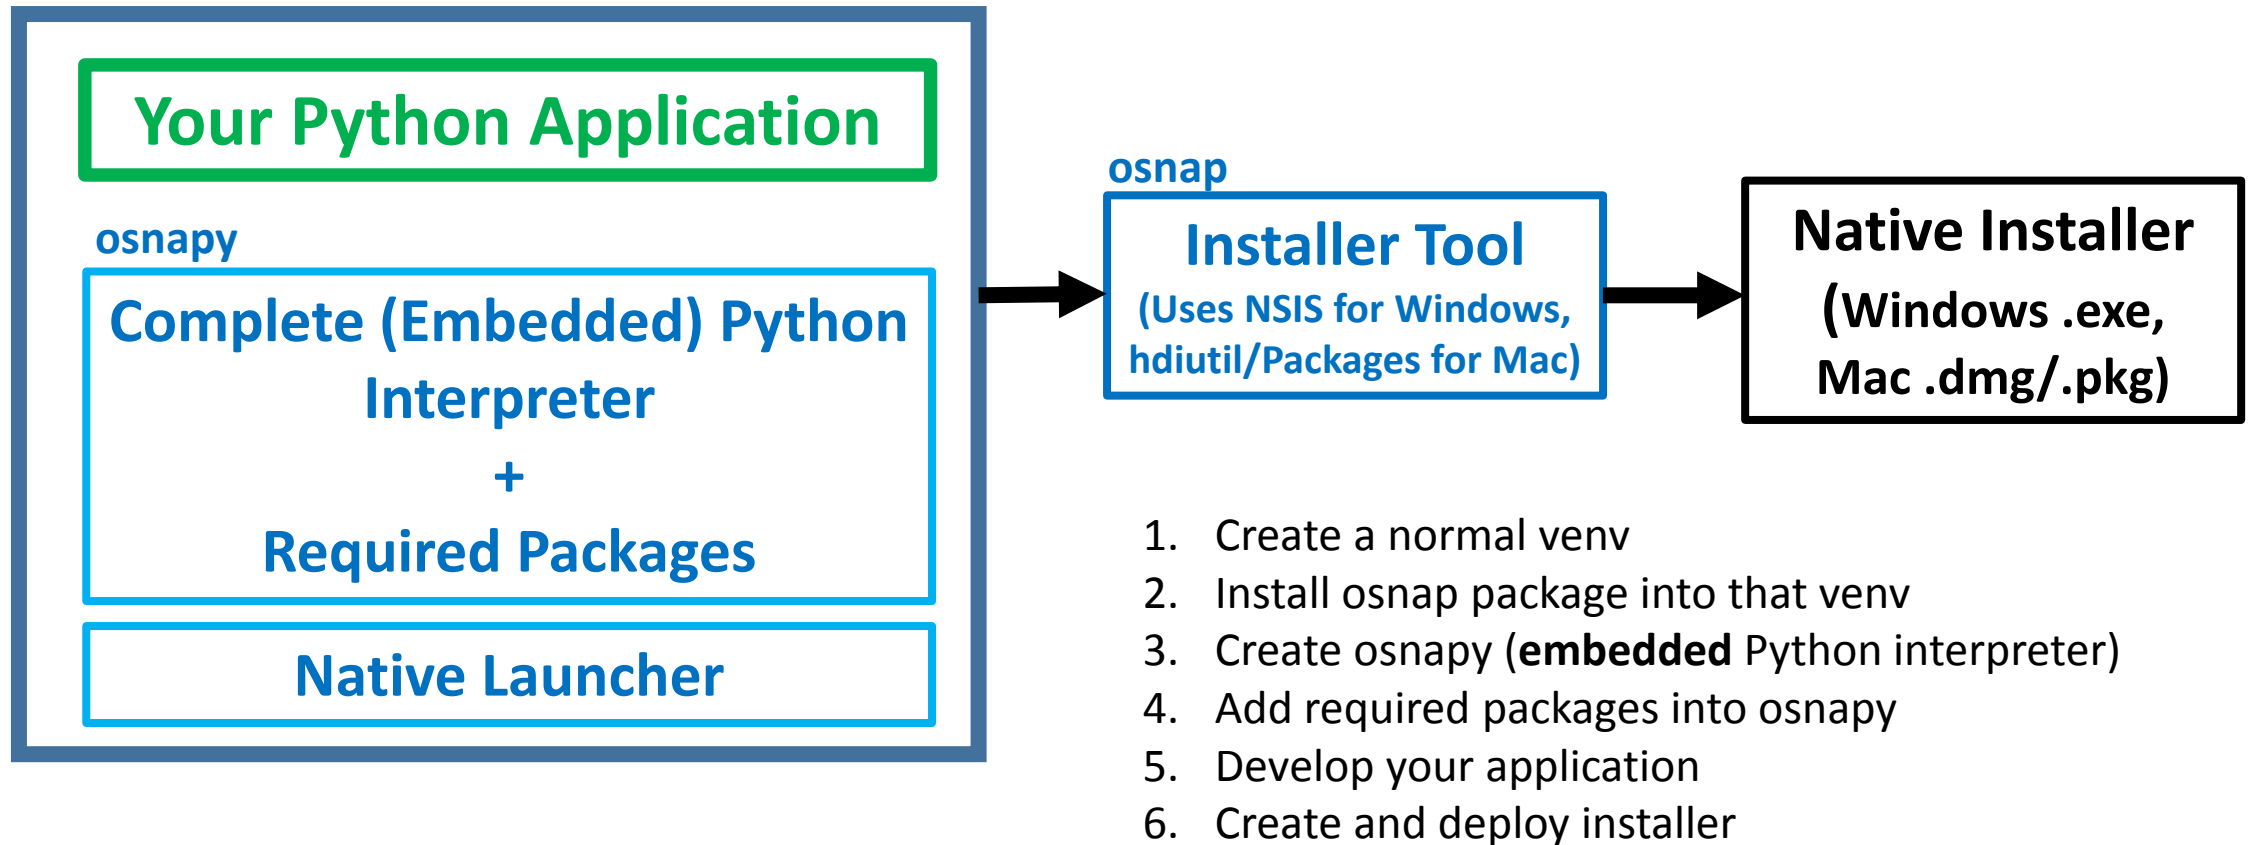 Your Python Application
osnapy
Complete (Embedded) Python
Interpreter
+
Required Packages
Native Launcher
osnap
Installer Tool
(Uses NSIS for Windows,
hdiutil/Packages for Mac)
Native Installer
(Windows .exe,
Mac .dmg/.pkg)
1. Create a normal venv
2. Install osnap package into that venv
3. Create osnapy (embedded Python interpreter)
4. Add required packages into osnapy
5. Develop your application
6. Create and deploy installer